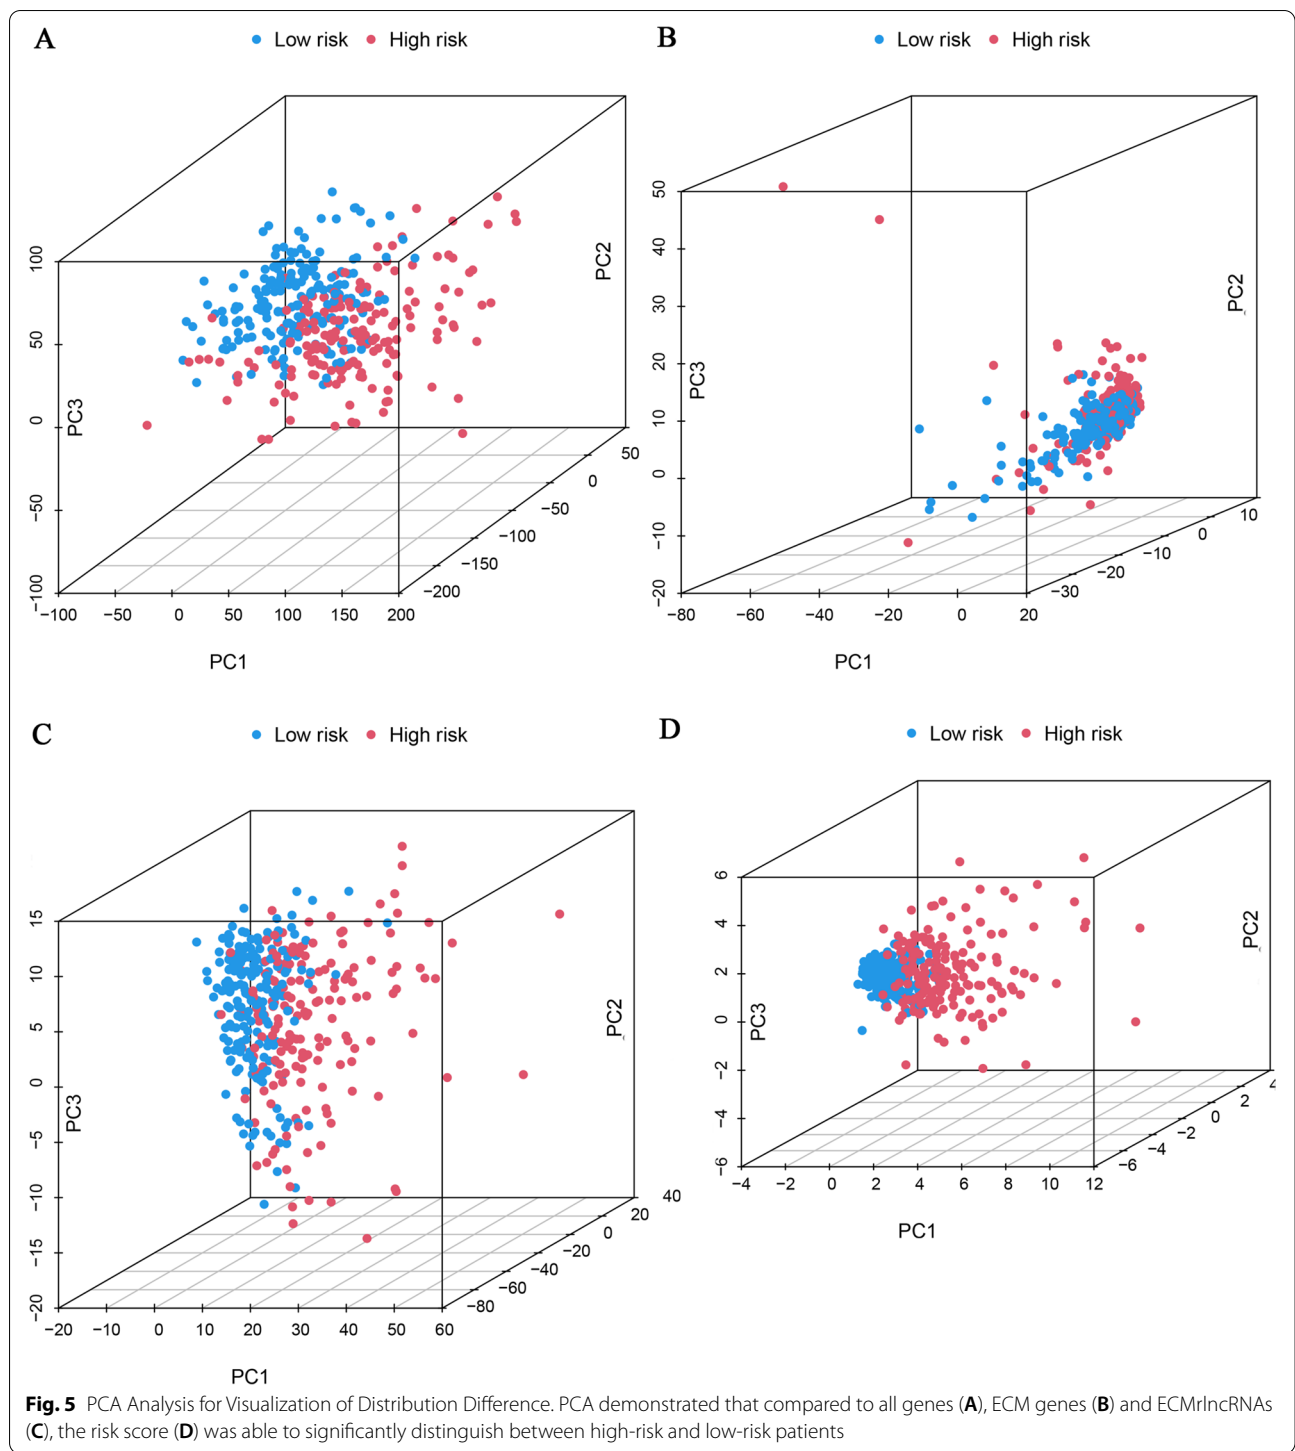 A
Low risk High risk
PC3
PC2
100
50
0
−50
−100
−100 −50 0 50 100 150 200
−200
−150
−100
−50
0
50
PC1
B
Low risk High risk
PC3
PC2
50
40
30
20
10
0
−10
−20
−80 −60 −40 −20 0 20
−30
−20
−10
0
10
PC1
C
Low risk High risk
PC3
PC2
15
10
5
0
−5
−10
−15
−20
−20 −10 0 10 20 30 40 50 60
−80
−60
−40
−20
0
20
40
PC1
D
Low risk High risk
PC3
PC2
6
4
2
0
−2
−4
−6
−4 −2 0 2 4 6 8 10 12
−6
−4
−2
0
2
4
PC1
Fig. 5 PCA Analysis for Visualization of Distribution Difference. PCA demonstrated that compared to all genes (A), ECM genes (B) and ECMrlncRNAs
(C), the risk score (D) was able to significantly distinguish between high-risk and low-risk patients